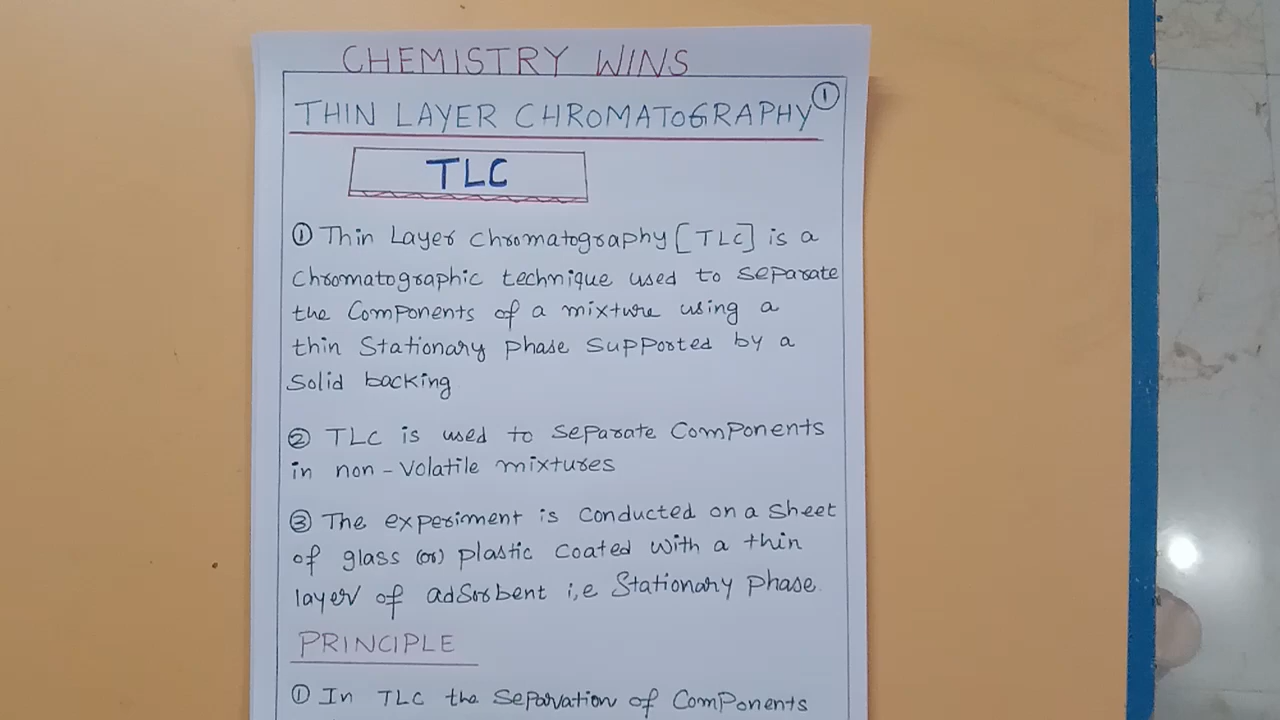 CHEMISTRY WINS
THIN LAYER CHROMATOGRAPHY ①
TLC
① Thin Layer Chromatography [TLC] is a
Chromatographic technique used to separate
the Components of a mixture using a
thin Stationary phase supported by a
Solid backing
② TLC is used to separate Components
in non-Volatile mixtures
③ The experiment is conducted on a sheet
of glass (or) plastic coated with a thin
layer of adsorbent i,e Stationary phase.
PRINCIPLE
① In TLC the separation of Components